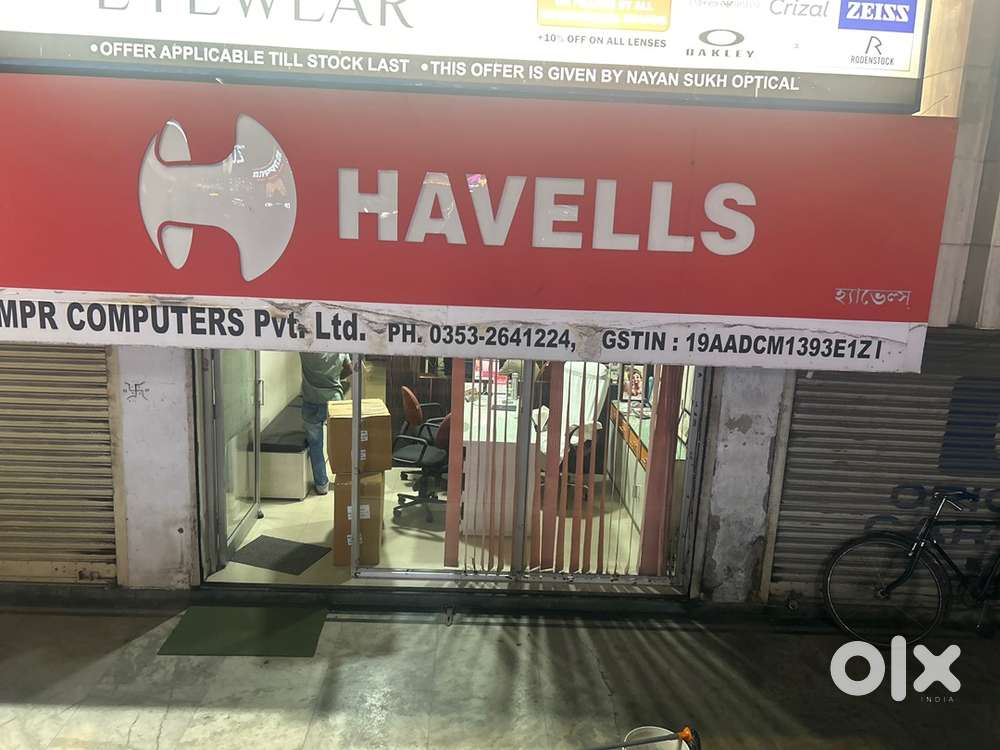 EYEWEAR
+10% OFF ON ALL LENSES
OAKLEY
Crizal
ZEISS
R
RODENSTOCK
•OFFER APPLICABLE TILL STOCK LAST •THIS OFFER IS GIVEN BY NAYAN SUKH OPTICAL
HAVELLS
হ্যাভেল্স
MPR COMPUTERS Pvt. Ltd. PH. 0353-2641224, GSTIN : 19AADCM1393E1Z1
olx
INDIA